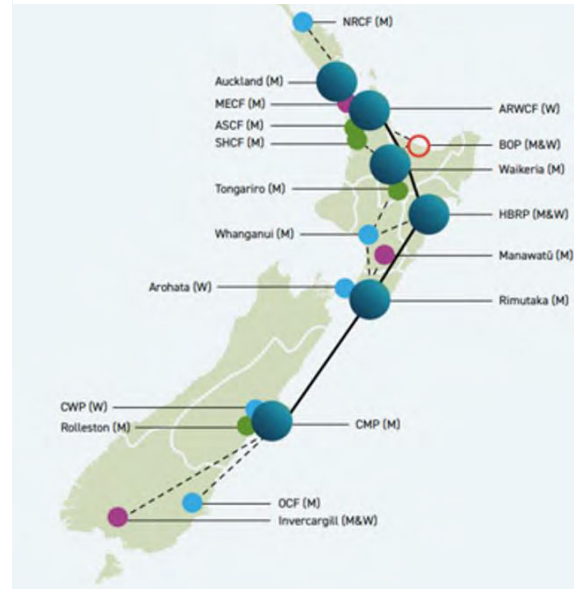 NRCF (M)
Auckland (M)
MECF (M)
ARWCF (W)
ASCF (M)
SHCF (M)
BOP (M&W)
Waikeria (M)
Tongariro (M)
HBRP (M&W)
Whanganui (M)
Manawatū (M)
Arohata (W)
Rimutaka (M)
CWP (W)
Rolleston (M)
CMP (M)
OCF (M)
Invercargill (M&W)